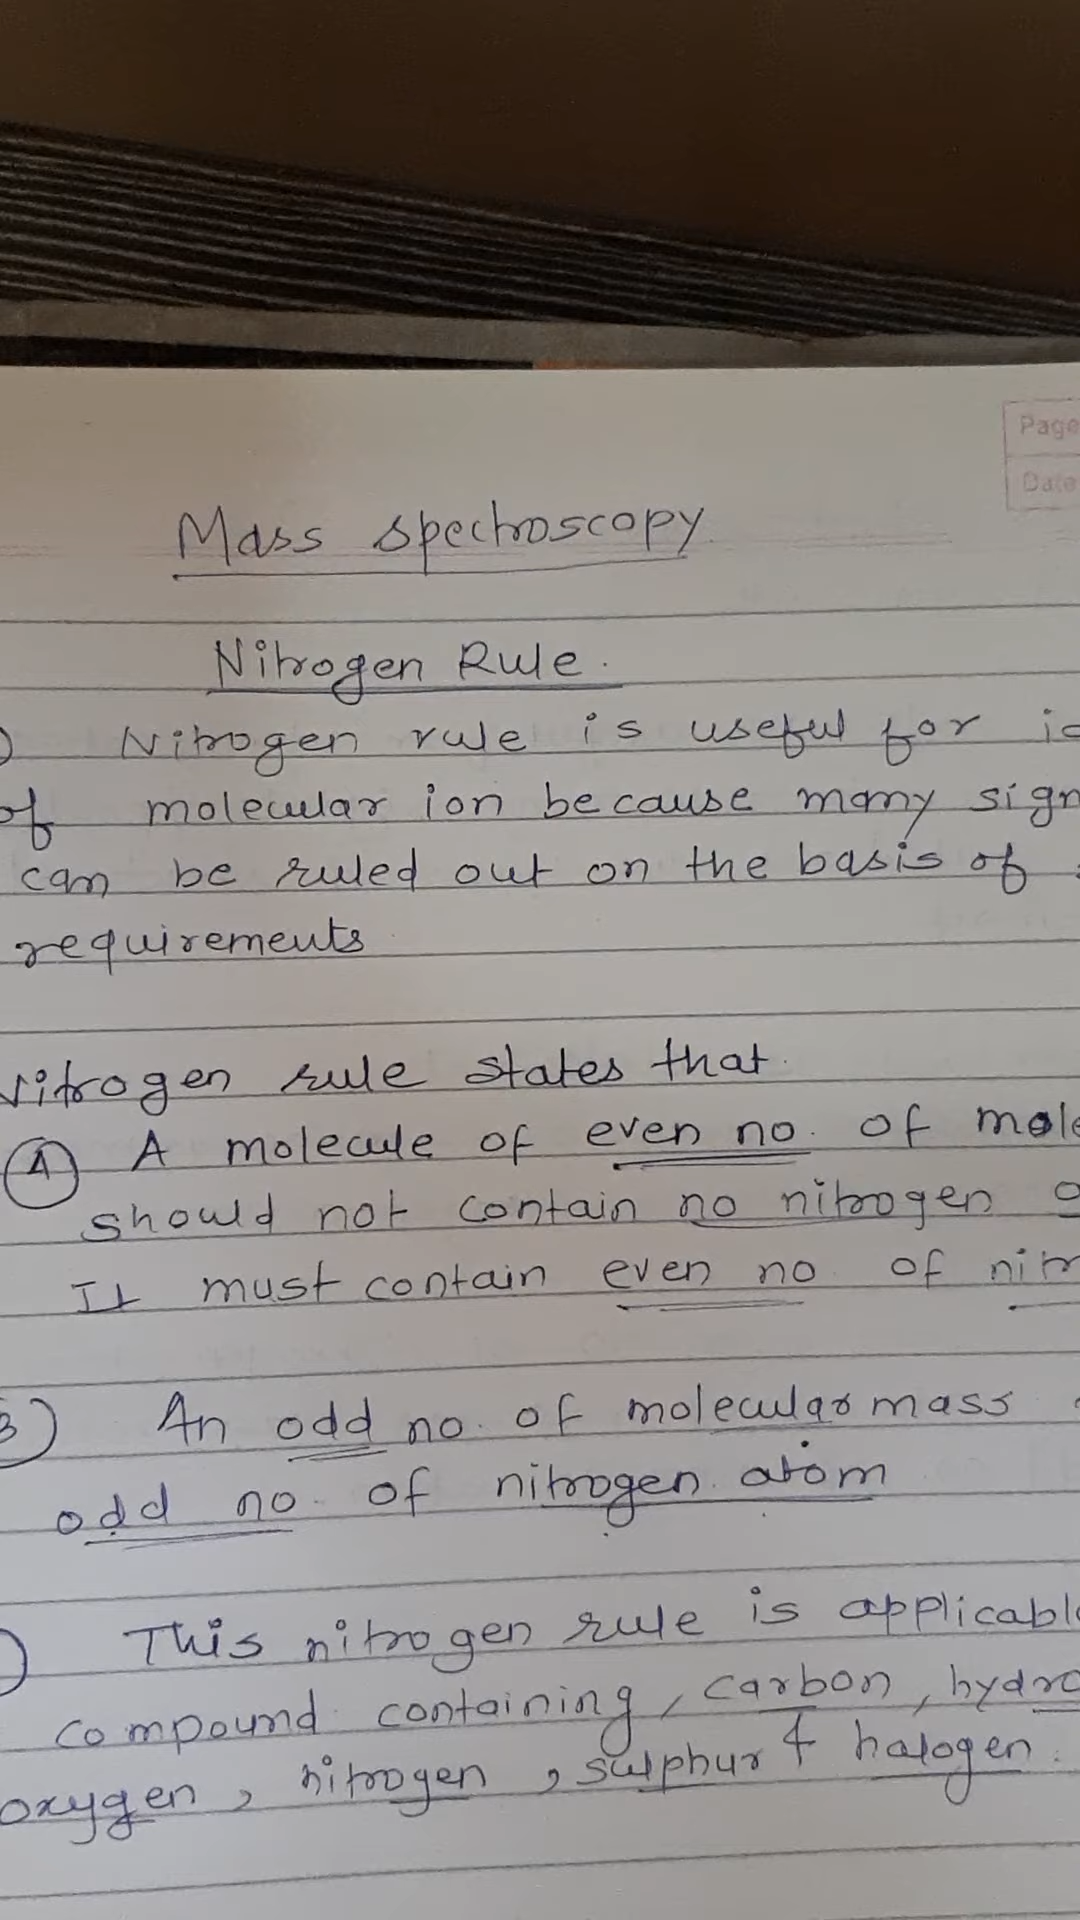 Page
Date
Mass spectroscopy.
Nitrogen Rule.
Nitrogen rule is useful for
of molecular ion because many
can be ruled out on the basis of
requirements
Nitrogen rule states that
A A molecule of even no. of
should not contain no nitrogen
It must contain even no of
An odd no. of molecular mass
odd no. of nitrogen. atom
This nitrogen rule is
compound containing, carbon,
oxygen, nitrogen, sulphur & halogen.